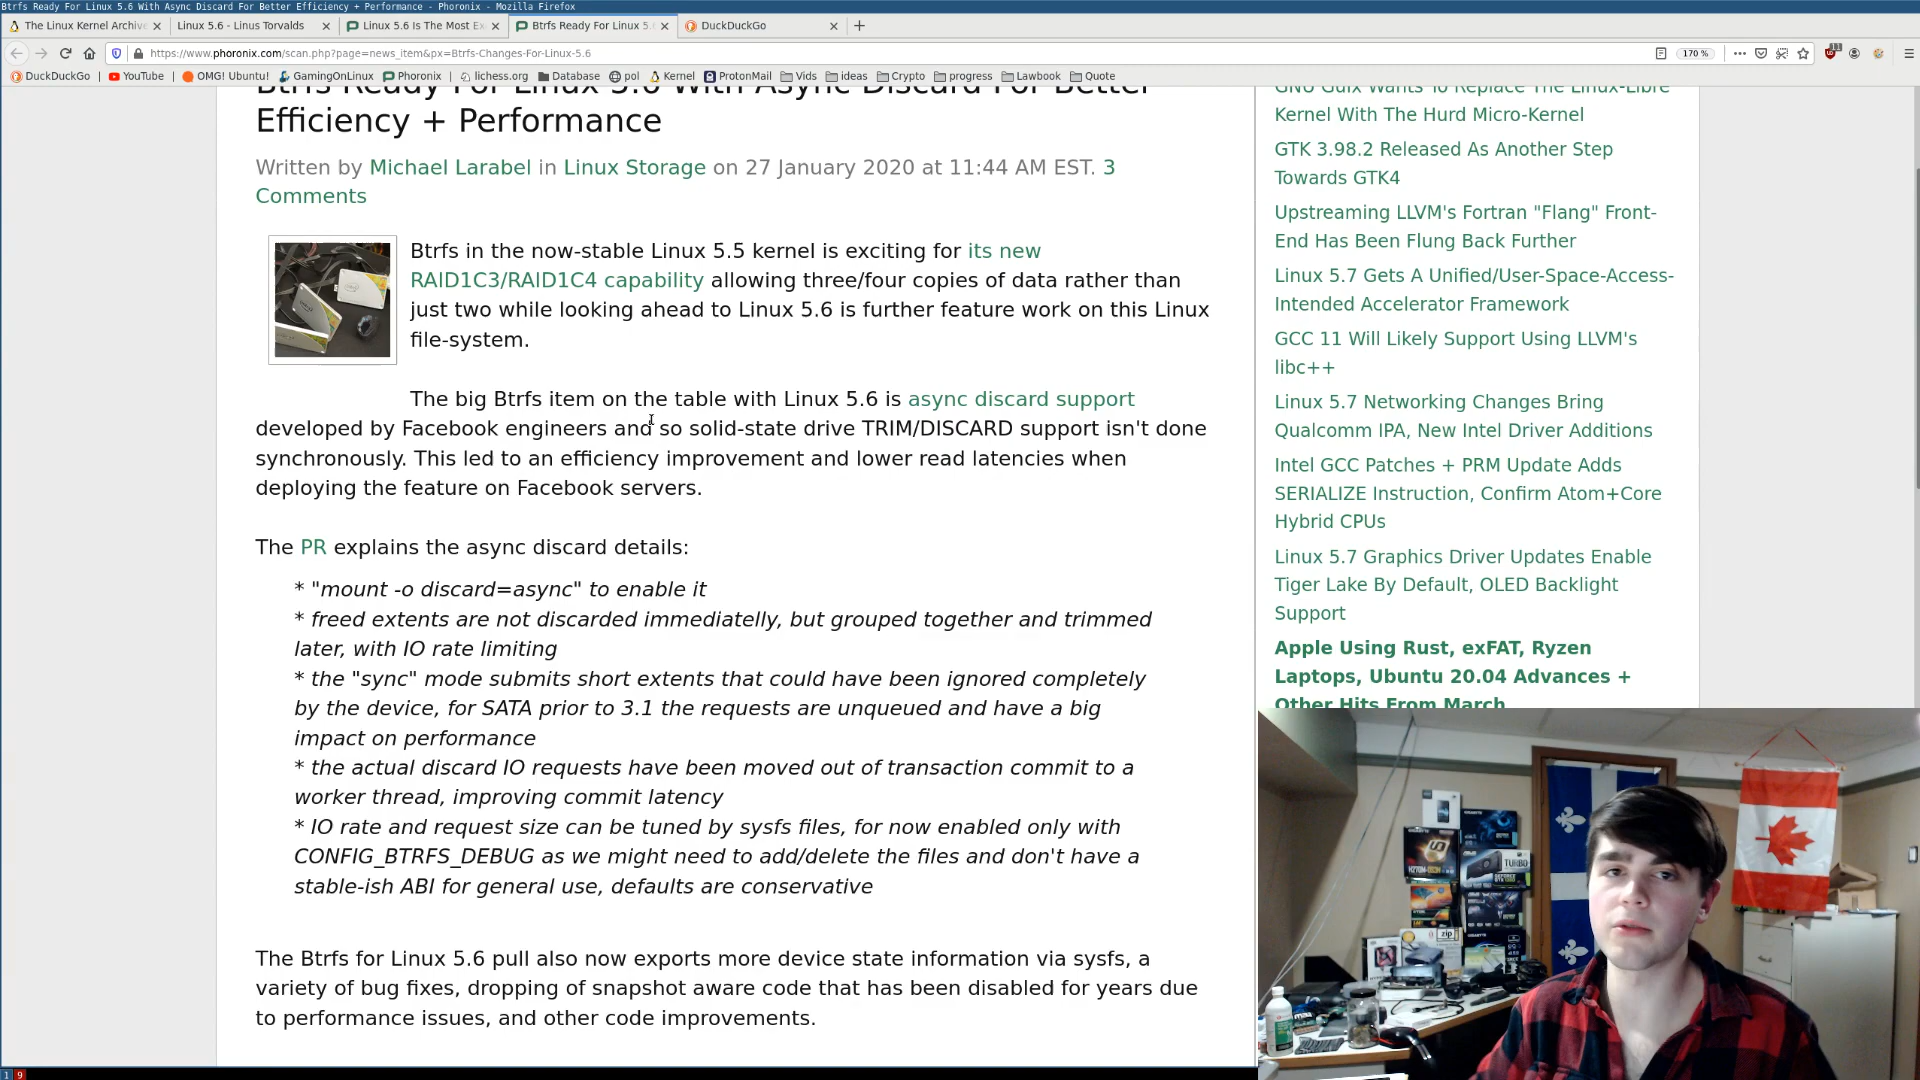 Btrfs Ready For Linux 5.6 With Async Discard For Better Efficiency + Performance - Phoronix - Mozilla Firefox
The Linux Kernel Archive
Linux 5.6 - Linus Torvalds
Linux 5.6 Is The Most Ex
Btrfs Ready For Linux 5.
DuckDuckGo
https://www.phoronix.com/scan.php?page=news_item&px=Btrfs-Changes-For-Linux-5.6
170 %
DuckDuckGo
YouTube
OMG! Ubuntu!
GamingOnLinux
Phoronix
lichess.org
Database
pol
Kernel
ProtonMail
Vids
ideas
Crypto
progress
Lawbook
Quote
Btrfs Ready For Linux 5.6 With Async Discard For Better
Efficiency + Performance
Written by Michael Larabel in Linux Storage on 27 January 2020 at 11:44 AM EST. 3
Comments
Btrfs in the now-stable Linux 5.5 kernel is exciting for its new
RAID1C3/RAID1C4 capability allowing three/four copies of data rather than
just two while looking ahead to Linux 5.6 is further feature work on this Linux
file-system.
The big Btrfs item on the table with Linux 5.6 is async discard support
developed by Facebook engineers and so solid-state drive TRIM/DISCARD support isn't done
synchronously. This led to an efficiency improvement and lower read latencies when
deploying the feature on Facebook servers.
The PR explains the async discard details:
* "mount -o discard=async" to enable it
* freed extents are not discarded immediatelly, but grouped together and trimmed
later, with IO rate limiting
* the "sync" mode submits short extents that could have been ignored completely
by the device, for SATA prior to 3.1 the requests are unqueued and have a big
impact on performance
* the actual discard IO requests have been moved out of transaction commit to a
worker thread, improving commit latency
* IO rate and request size can be tuned by sysfs files, for now enabled only with
CONFIG_BTRFS_DEBUG as we might need to add/delete the files and don't have a
stable-ish ABI for general use, defaults are conservative
The Btrfs for Linux 5.6 pull also now exports more device state information via sysfs, a
variety of bug fixes, dropping of snapshot aware code that has been disabled for years due
to performance issues, and other code improvements.
GNU Guix Wants To Replace The Linux-Libre
Kernel With The Hurd Micro-Kernel
GTK 3.98.2 Released As Another Step
Towards GTK4
Upstreaming LLVM's Fortran "Flang" Front-
End Has Been Flung Back Further
Linux 5.7 Gets A Unified/User-Space-Access-
Intended Accelerator Framework
GCC 11 Will Likely Support Using LLVM's
libc++
Linux 5.7 Networking Changes Bring
Qualcomm IPA, New Intel Driver Additions
Intel GCC Patches + PRM Update Adds
SERIALIZE Instruction, Confirm Atom+Core
Hybrid CPUs
Linux 5.7 Graphics Driver Updates Enable
Tiger Lake By Default, OLED Backlight
Support
Apple Using Rust, exFAT, Ryzen
Laptops, Ubuntu 20.04 Advances +
Other Hits From March
TURBO
zip
1 9